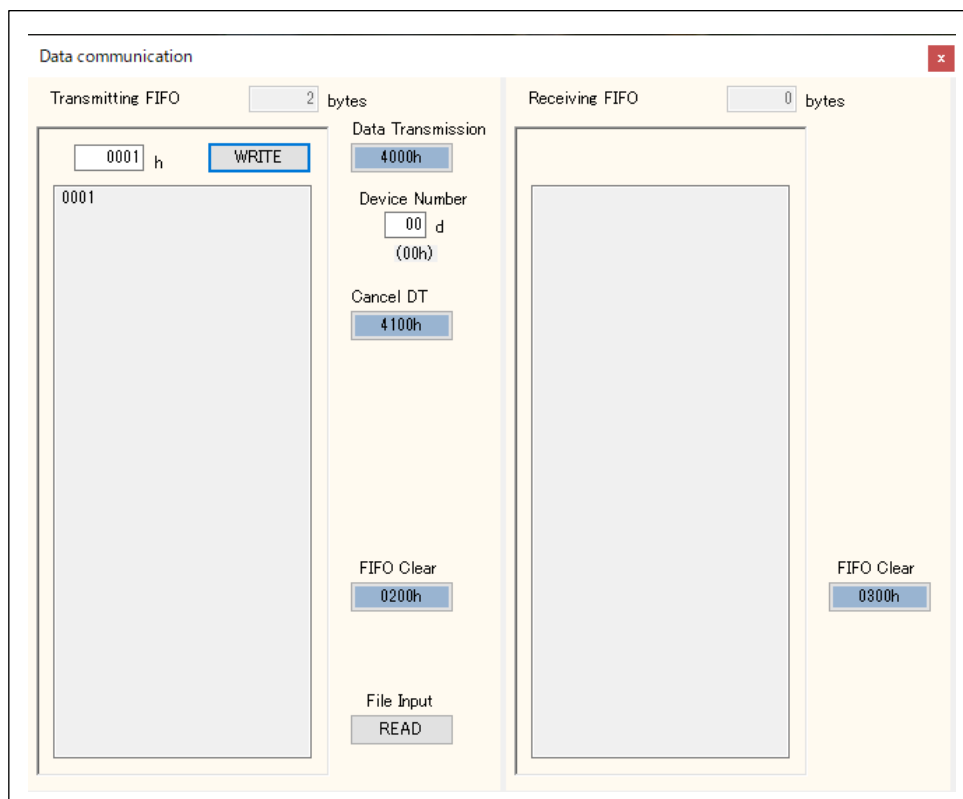 Data communication
x
Transmitting FIFO 2 bytes
Data Transmission
0001 h WRITE 4000h
0001
Device Number
00 d
(00h)
Cancel DT
4100h
FIFO Clear
0200h
File Input
READ
Receiving FIFO 0 bytes
FIFO Clear
0300h